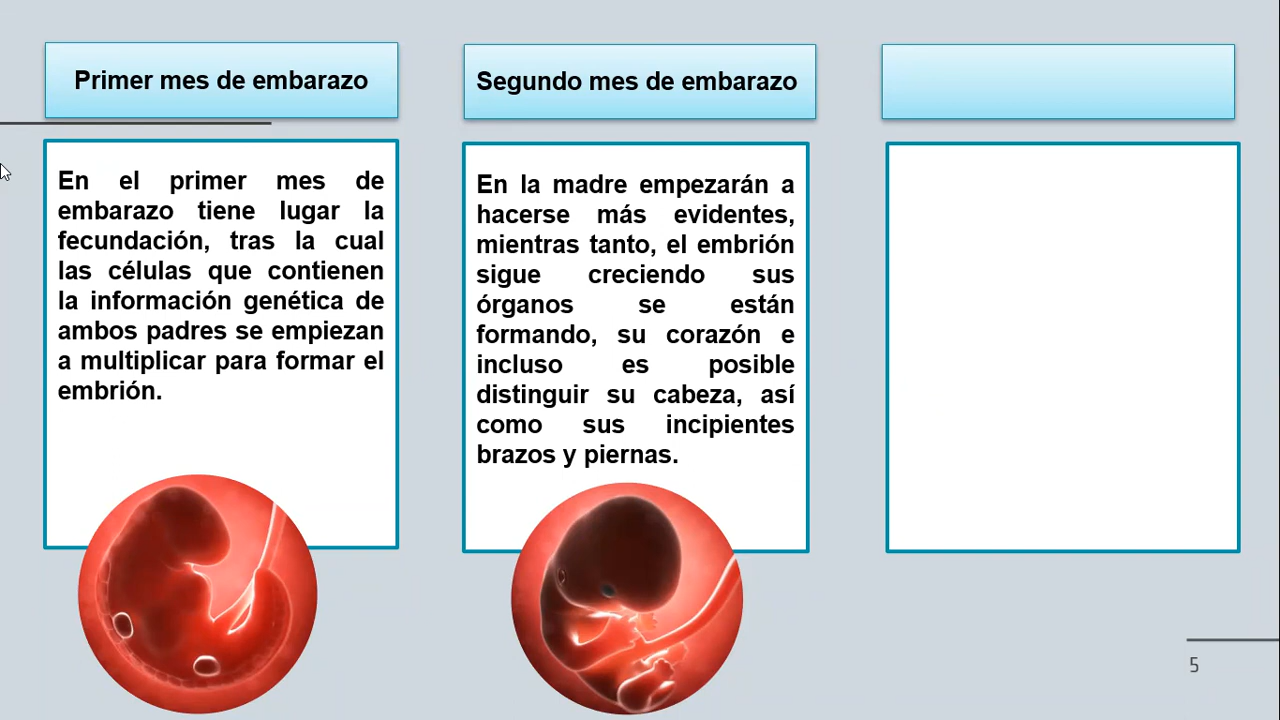 Primer mes de embarazo
En el primer mes de
embarazo tiene lugar la
fecundación, tras la cual
las células que contienen
la información genética de
ambos padres se empiezan
a multiplicar para formar el
embrión.
Segundo mes de embarazo
En la madre empezarán a
hacerse más evidentes,
mientras tanto, el embrión
sigue creciendo sus
órganos se están
formando, su corazón e
incluso es posible
distinguir su cabeza, así
como sus incipientes
brazos y piernas.
5